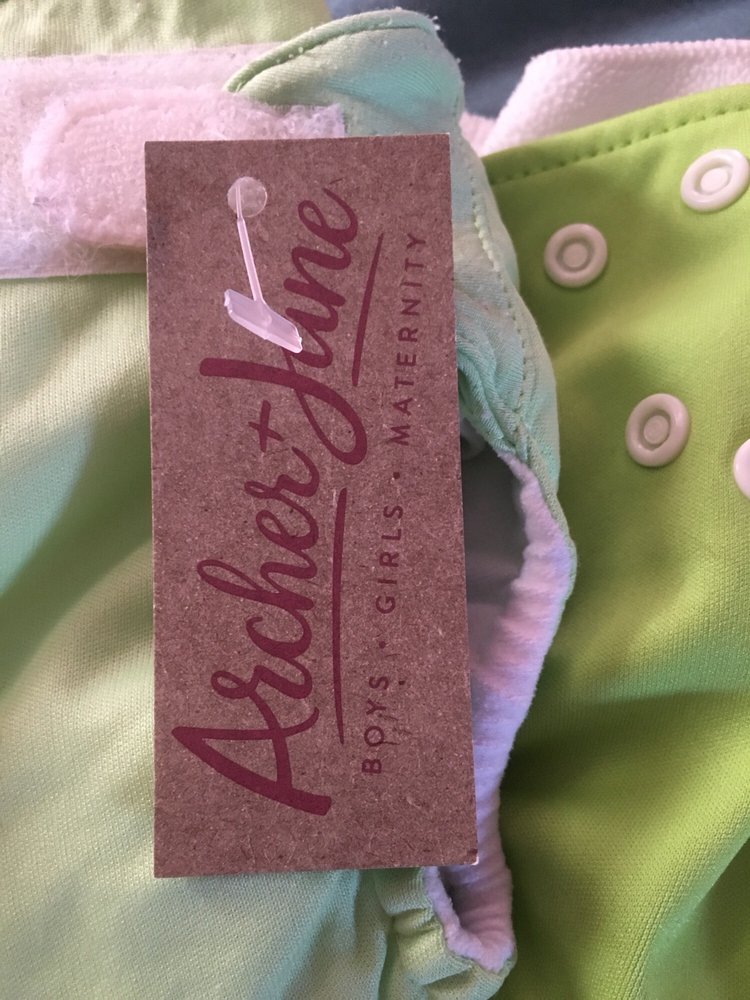 Archer + June
BOYS • GIRLS • MATERNITY